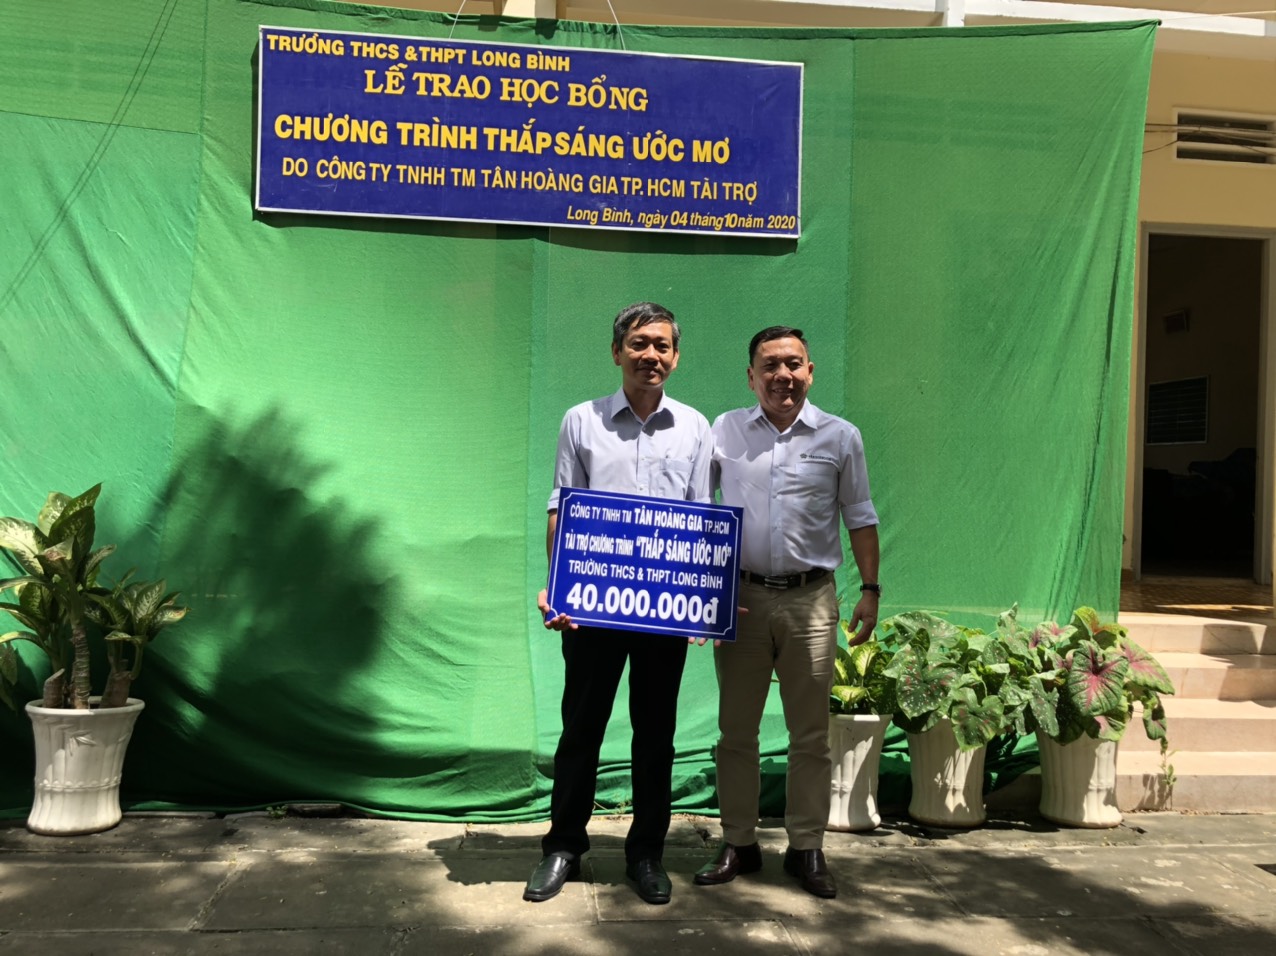 TRƯỜNG THCS & THPT LONG BÌNH
LỄ TRAO HỌC BỔNG
CHƯƠNG TRÌNH THẮP SÁNG ƯỚC MƠ
DO CÔNG TY TNHH TM TÂN HOÀNG GIA TP. HCM TÀI TRỢ
Long Bình, ngày 04 tháng 10 năm 2020
CÔNG TY TNHH TM TÂN HOÀNG GIA TP.HCM
TÀI TRỢ CHƯƠNG TRÌNH "THẮP SÁNG ƯỚC MƠ"
TRƯỜNG THCS & THPT LONG BÌNH
40.000.000đ